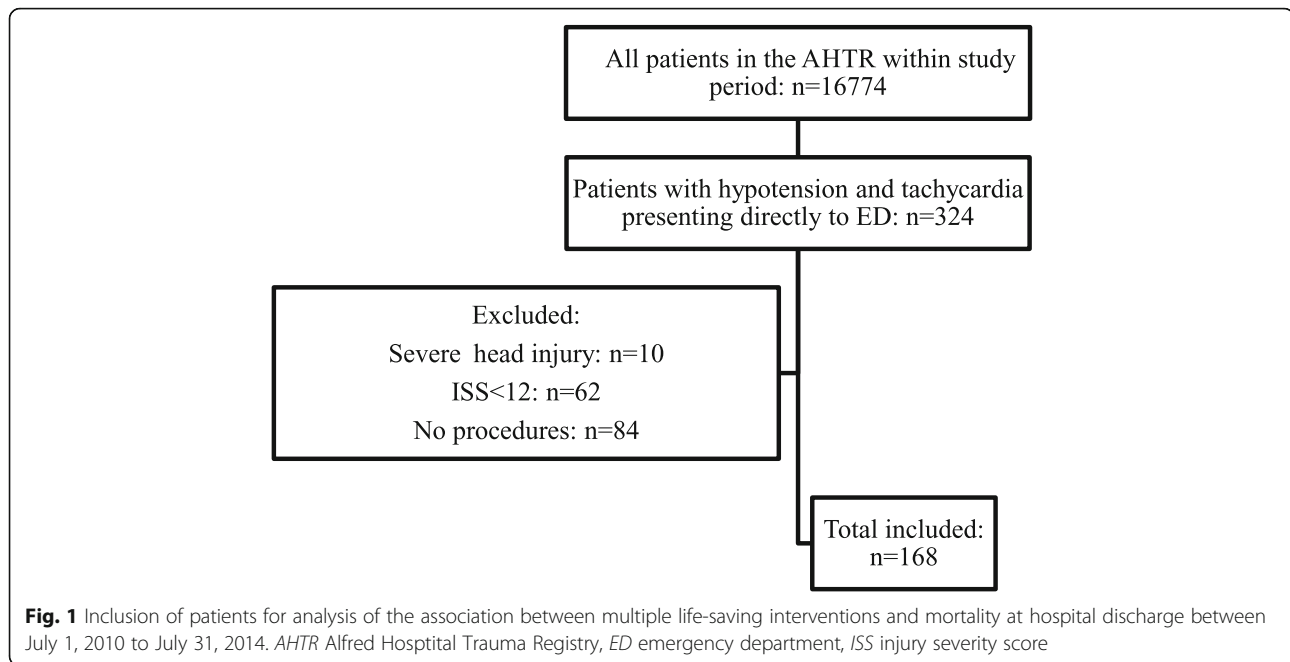 All patients in the AHTR within study
period: n=16774
Patients with hypotension and tachycardia
presenting directly to ED: n=324
Excluded:
Severe head injury: n=10
ISS<12: n=62
No procedures: n=84
Total included:
n=168
Fig. 1 Inclusion of patients for analysis of the association between multiple life-saving interventions and mortality at hospital discharge between
July 1, 2010 to July 31, 2014. AHTR Alfred Hosptital Trauma Registry, ED emergency department, ISS injury severity score